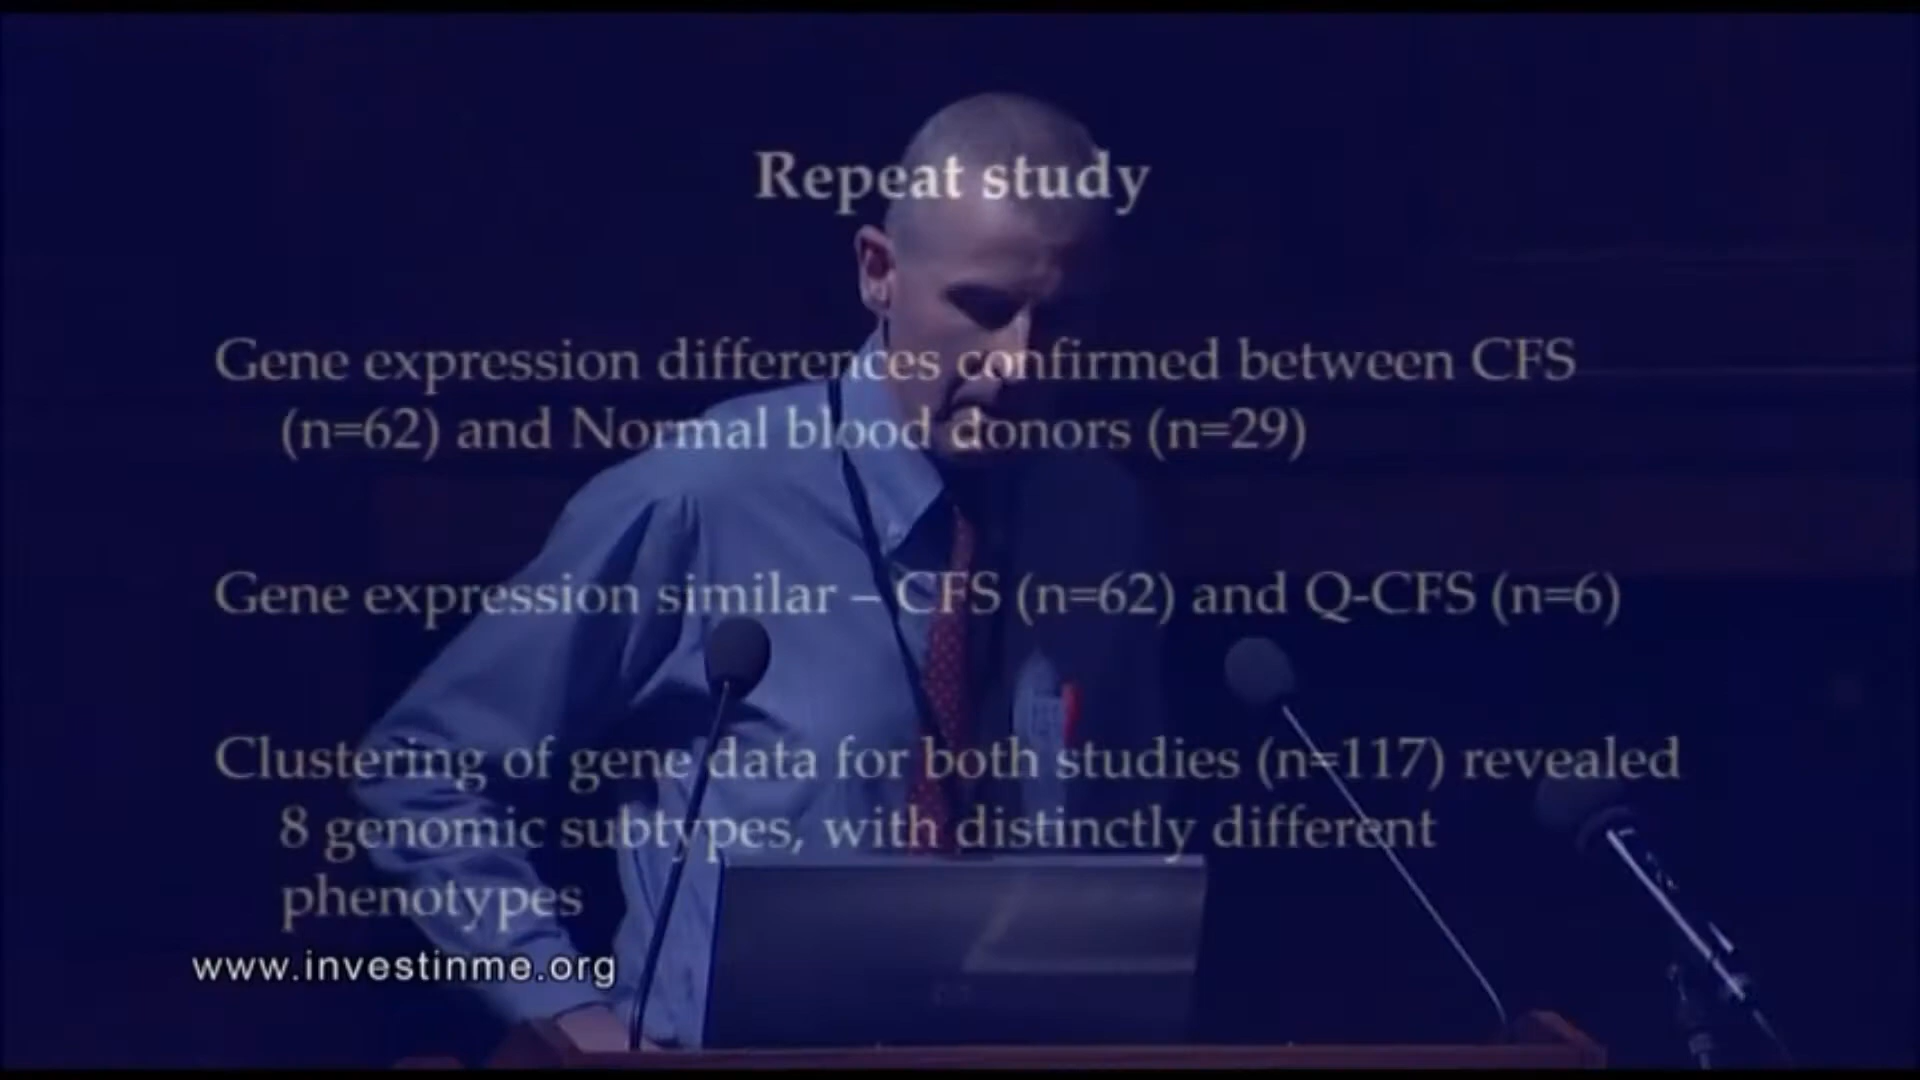 Repeat study
Gene expression differences confirmed between CFS
(n=62) and Normal blood donors (n=29)
Gene expression similar – CFS (n=62) and Q-CFS (n=6)
Clustering of gene data for both studies (n=117) revealed
8 genomic subtypes, with distinctly different
phenotypes
www.investinme.org